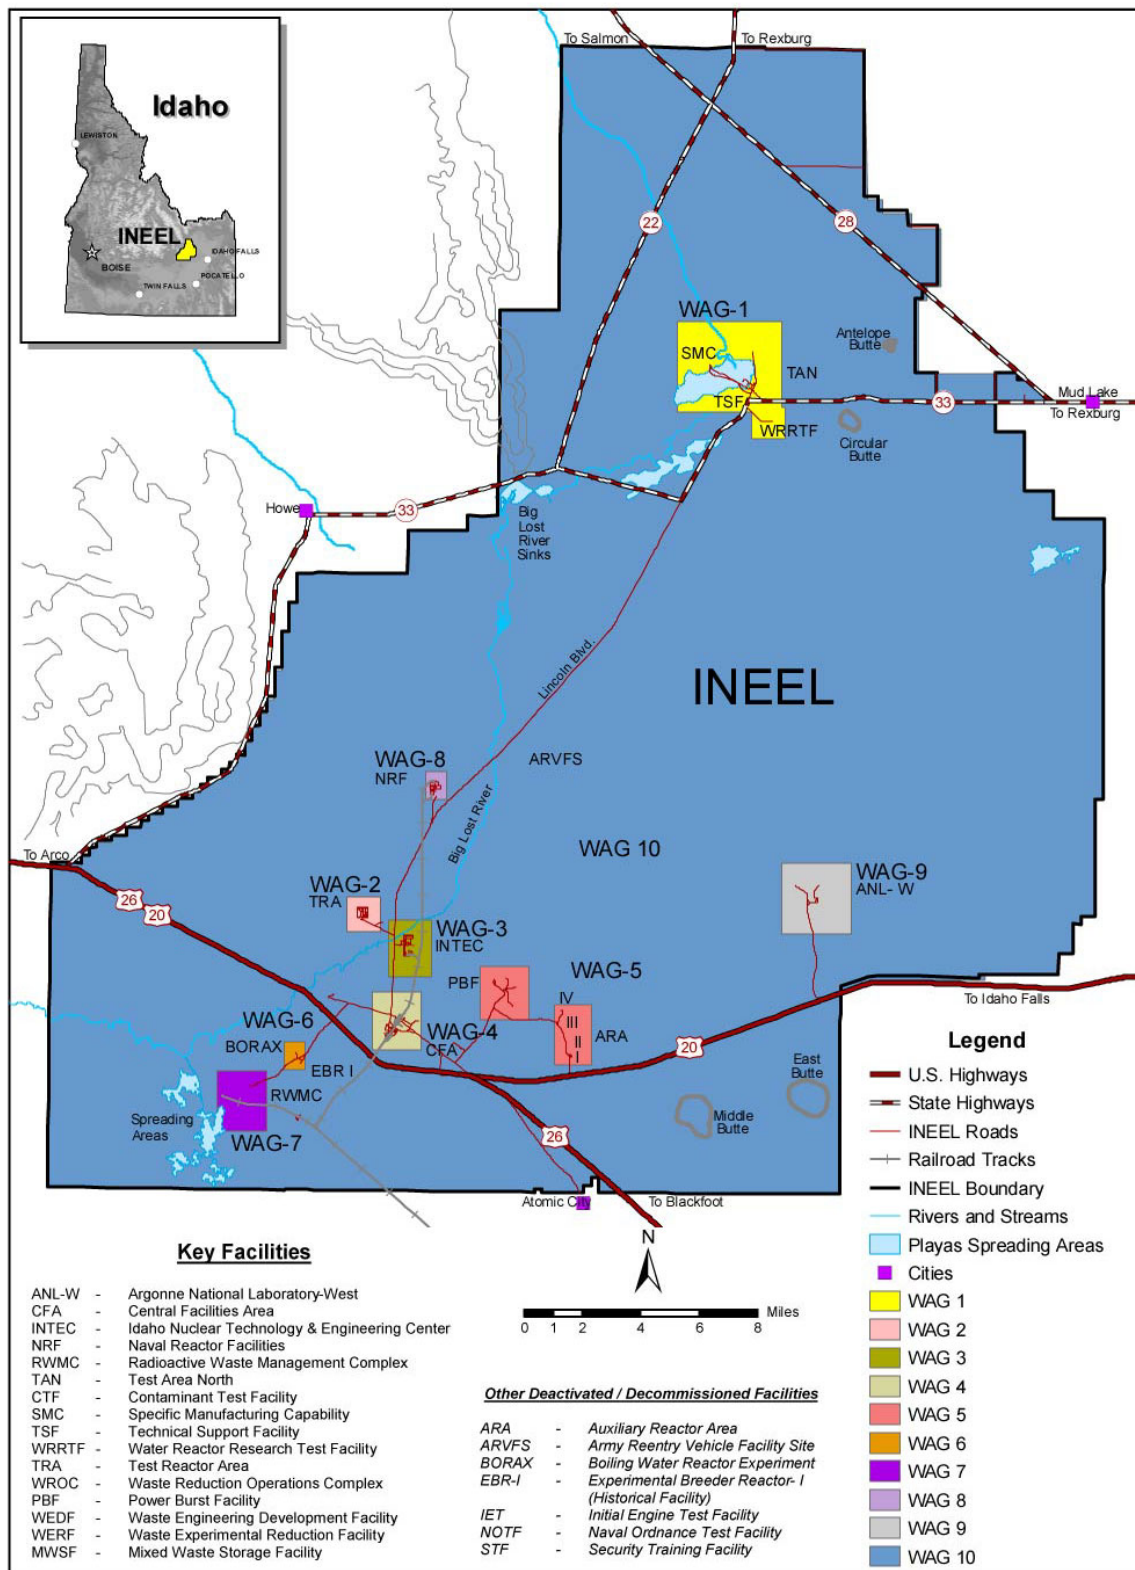 Idaho
LEWISTON
INEEL
IDAHO FALLS
BOISE
POCATELLO
TWIN FALLS
To Salmon
To Rexburg
22
28
WAG-1
SMC
TAN
TSF
WRRTF
Antelope
Butte
33
Mud Lake
To Rexburg
Circular
Butte
Howe
33
Big
Lost
River
Sinks
Lincoln Blvd.
INEEL
WAG-8
NRF
ARVFS
Big Lost River
WAG 10
To Arco
26
20
WAG-2
TRA
WAG-3
INTEC
WAG-9
ANL- W
PBF
WAG-5
IV
III
II
I
ARA
To Idaho Falls
WAG-6
BORAX
WAG-4
CFA
EBR I
20
East
Butte
RWMC
Spreading
Areas
WAG-7
26
Middle
Butte
Atomic City
To Blackfoot
N
0 1 2 4 6 8 Miles
Legend
U.S. Highways
State Highways
INEEL Roads
Railroad Tracks
INEEL Boundary
Rivers and Streams
Playas Spreading Areas
Cities
WAG 1
WAG 2
WAG 3
WAG 4
WAG 5
WAG 6
WAG 7
WAG 8
WAG 9
WAG 10
Key Facilities
ANL-W - Argonne National Laboratory-West
CFA - Central Facilities Area
INTEC - Idaho Nuclear Technology & Engineering Center
NRF - Naval Reactor Facilities
RWMC - Radioactive Waste Management Complex
TAN - Test Area North
CTF - Contaminant Test Facility
SMC - Specific Manufacturing Capability
TSF - Technical Support Facility
WRRTF - Water Reactor Research Test Facility
TRA - Test Reactor Area
WROC - Waste Reduction Operations Complex
PBF - Power Burst Facility
WEDF - Waste Engineering Development Facility
WERF - Waste Experimental Reduction Facility
MWSF - Mixed Waste Storage Facility
Other Deactivated / Decommissioned Facilities
ARA - Auxiliary Reactor Area
ARVFS - Army Reentry Vehicle Facility Site
BORAX - Boiling Water Reactor Experiment
EBR-I - Experimental Breeder Reactor- I
(Historical Facility)
IET - Initial Engine Test Facility
NOTF - Naval Ordnance Test Facility
STF - Security Training Facility